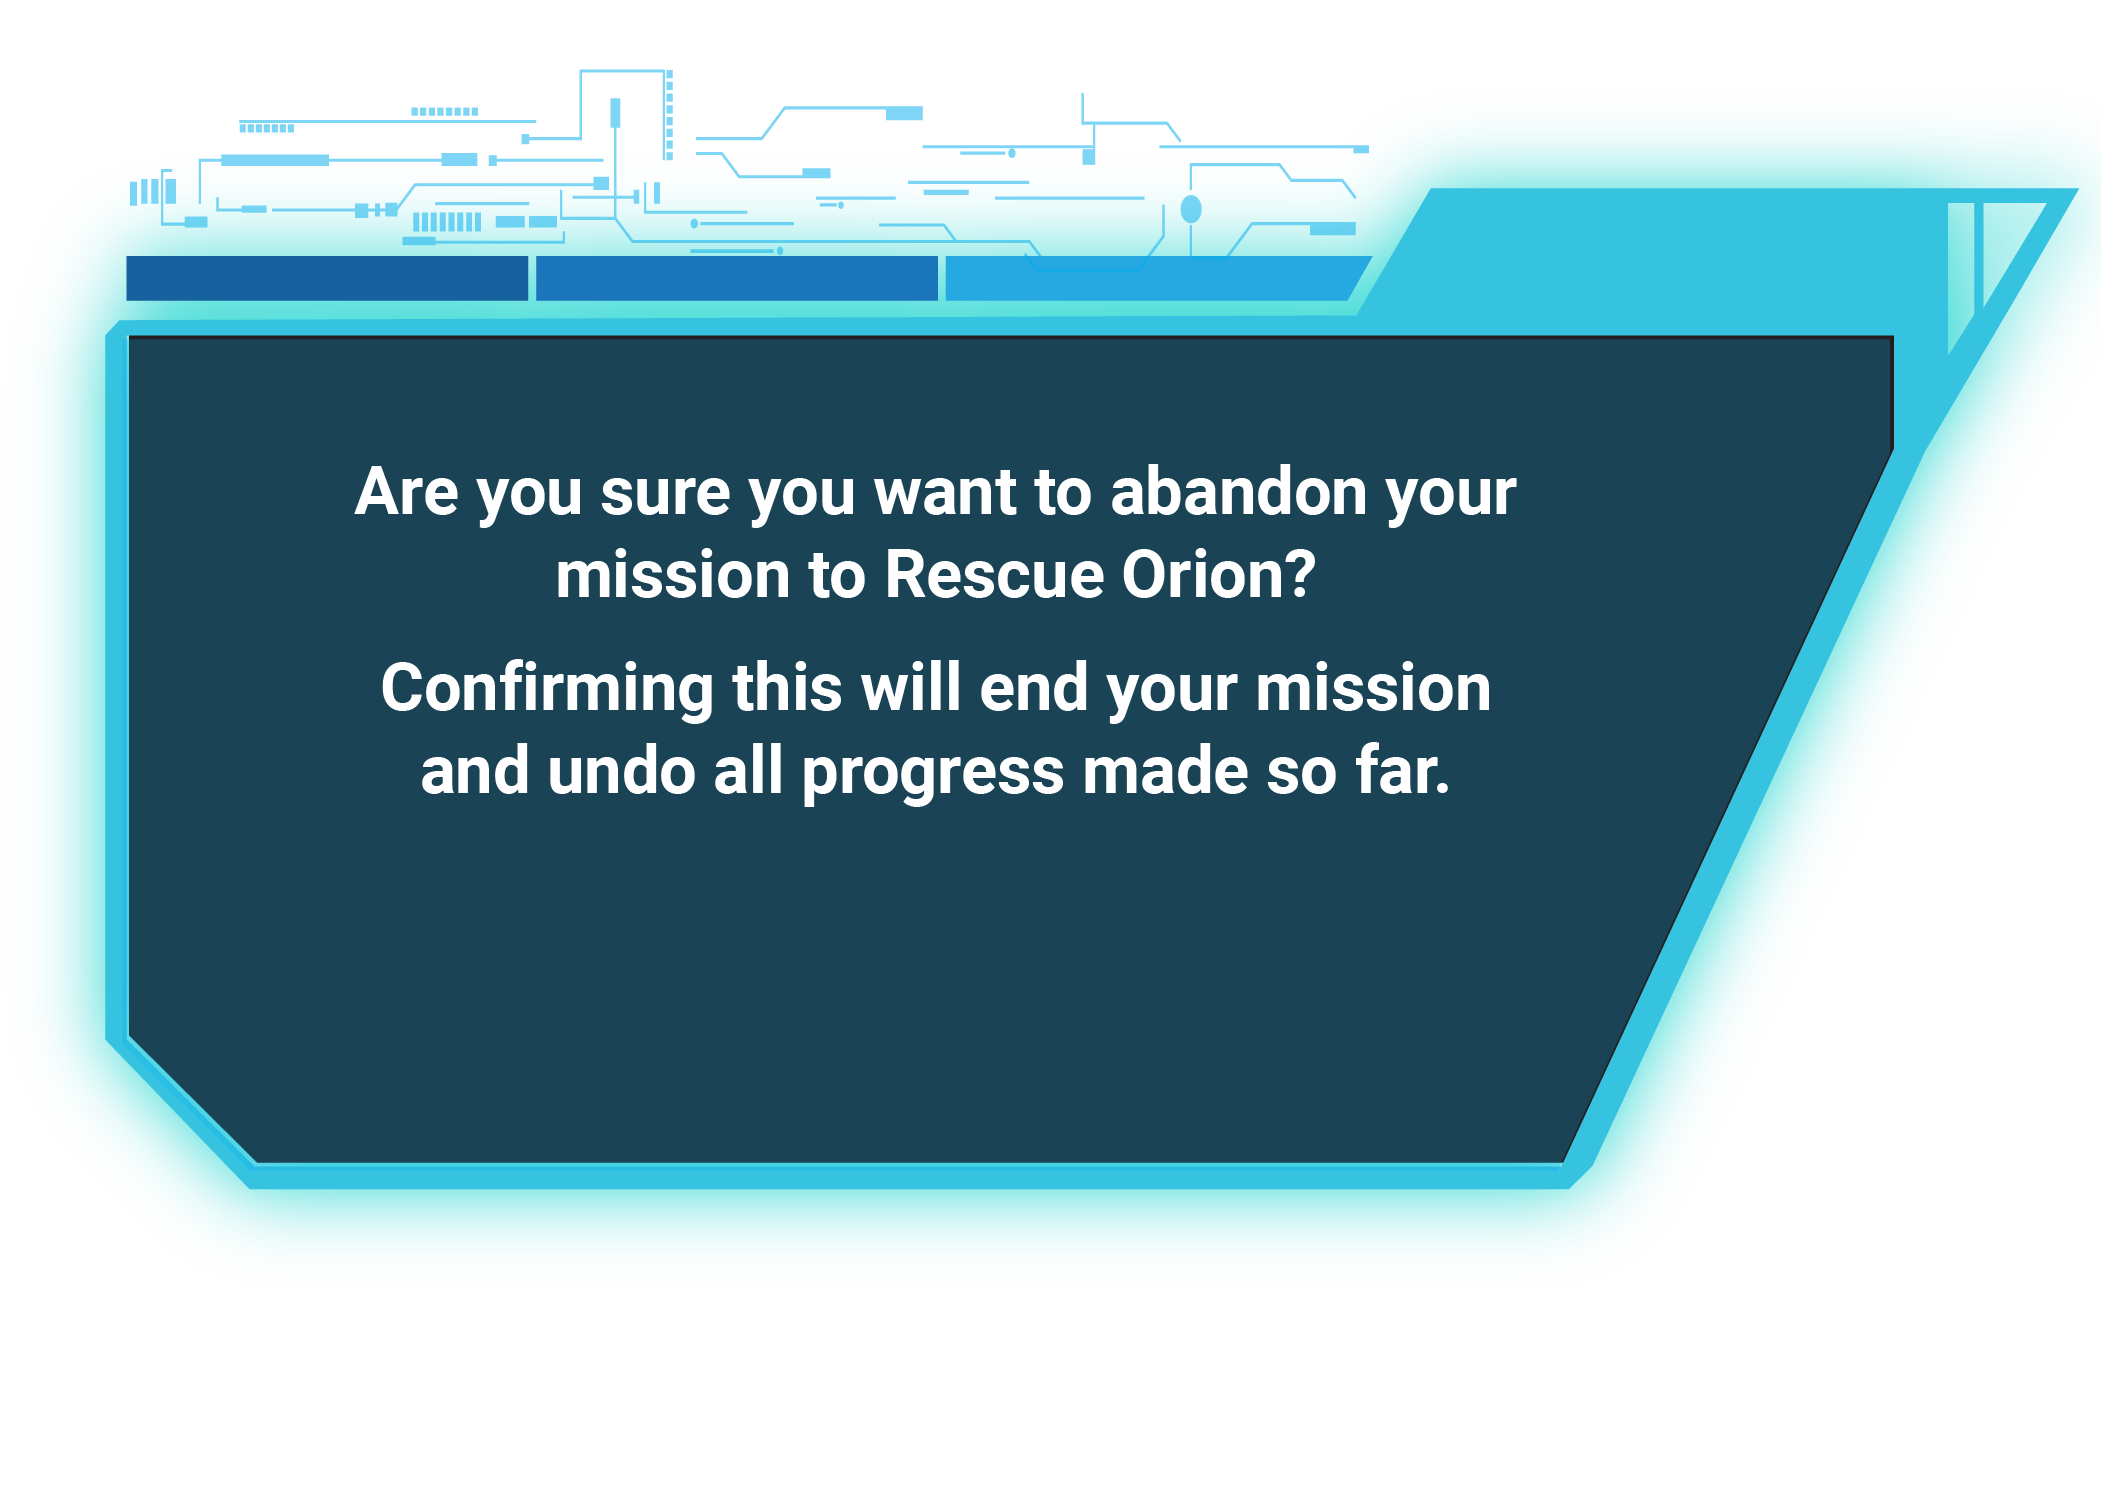 Are you sure you want to abandon your
mission to Rescue Orion?
Confirming this will end your mission
and undo all progress made so far.